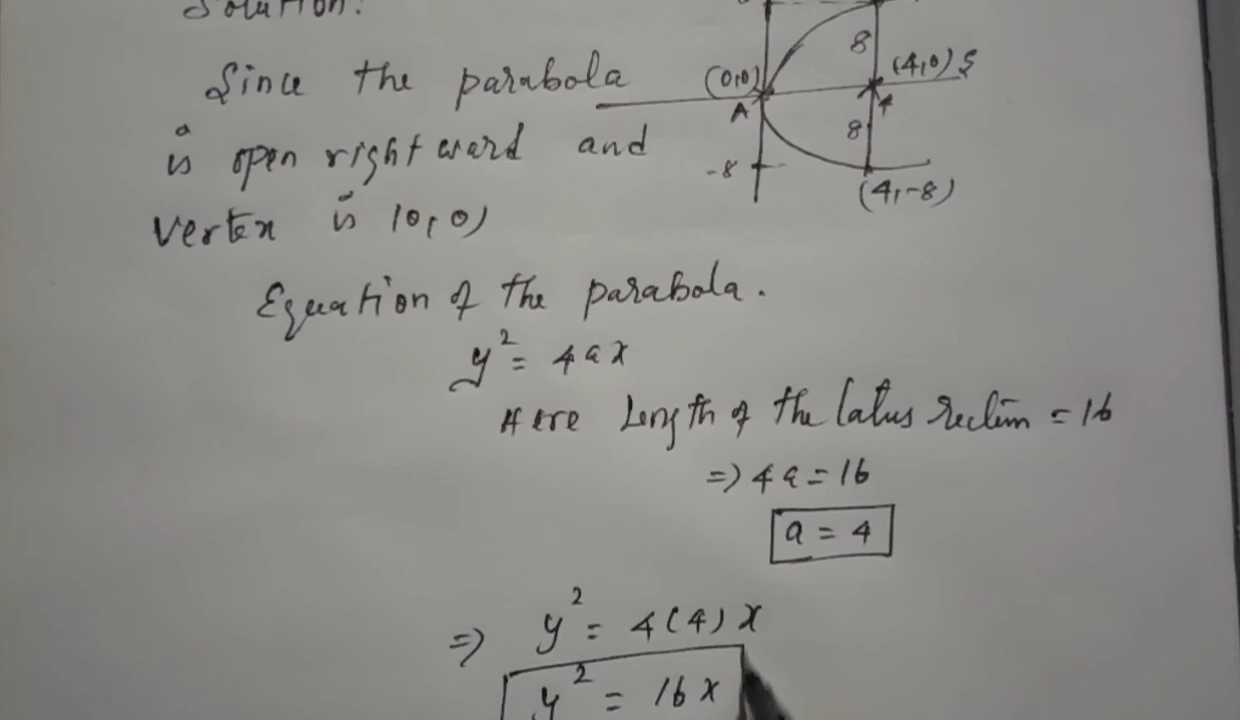 Solution:
8
Since the parabola
(0,0)
(4,0)
A
F
is open rightward and
8
-8
(4,-8)
vertex is (0,0)
Equation of the parabola.
y² = 4ax
Here Length of the Latus rectum = 16
=> 4a = 16
a = 4
=> y² = 4(4)x
y² = 16x